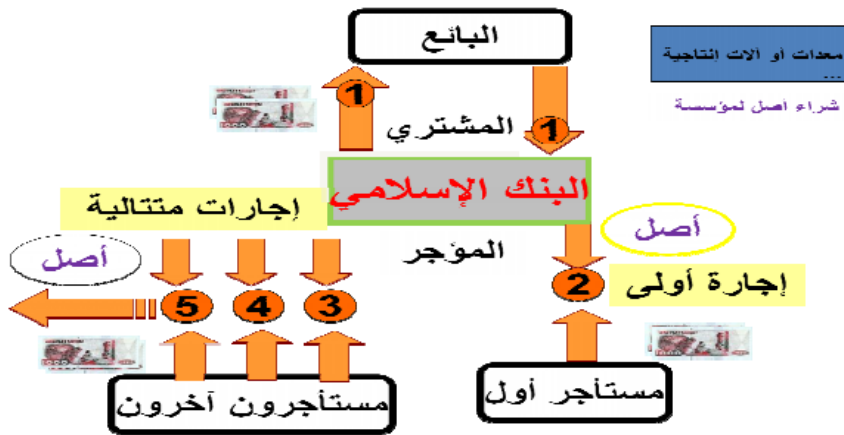 البائع
معدات أو آلات إنتاجية
...
شراء أصل لمؤسسة
1
1
المشتري
البنك الإسلامي
إجارات متتالية
المؤجر
أصل
أصل
إجارة أولى
2
3
4
5
مستأجر أول
مستأجرون آخرون